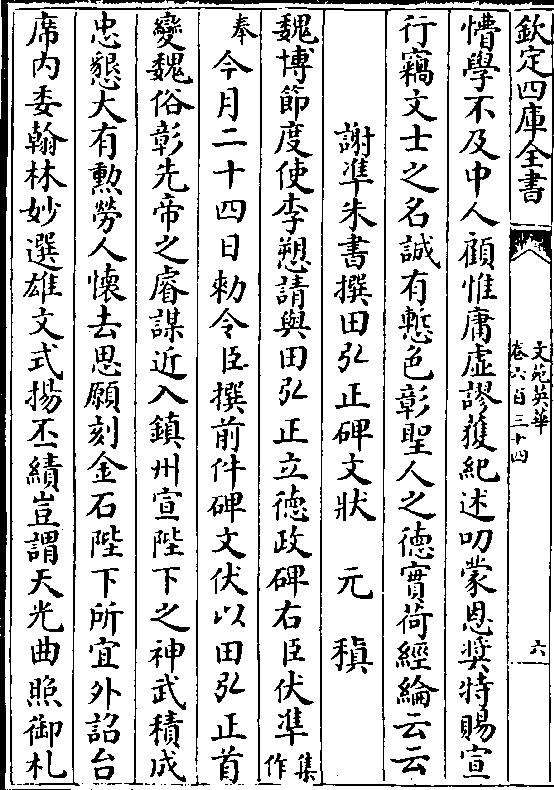 欽定四庫全書
文苑英華
卷六百三十四
六
懵學不及中人顧惟庸虛謬獲紀述叨蒙恩奬特賜宣
行竊文士之名誠有慙色彰聖人之德實荷經綸云云
謝準朱書撰田弘正碑文狀　元稹
魏博節度使李愬請與田弘正立德政碑右臣伏準集作
奉今月二十四日勅令臣撰前件碑文伏以田弘正首
變魏俗彰先帝之睿謀近入鎮州宣陛下之神武積成
忠懇大有勲勞人懷去思願刻金石陛下所宜外詔台
席内委翰林妙選雄文式揚丕績豈謂天光曲照御札